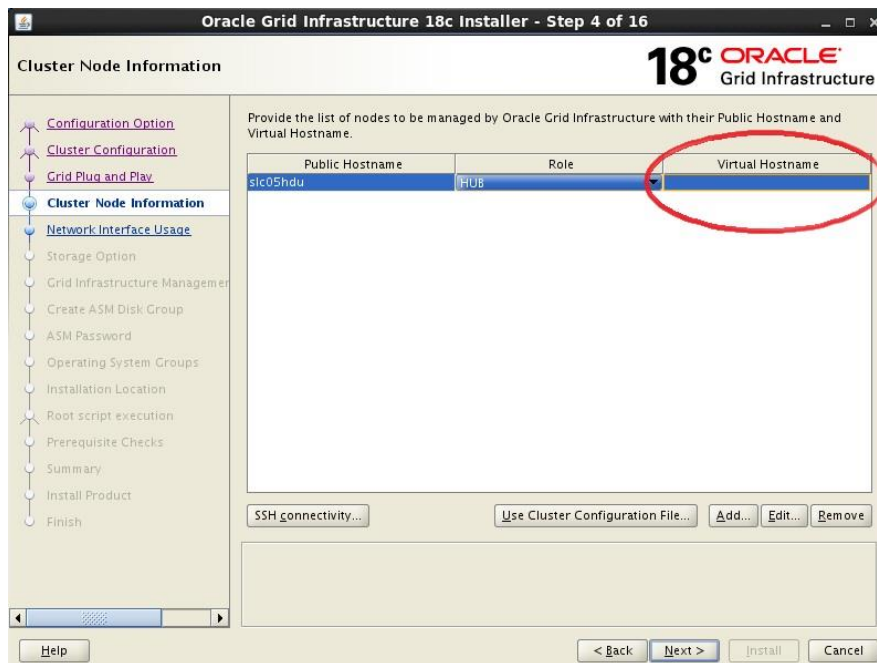 Oracle Grid Infrastructure 18c Installer - Step 4 of 16
Cluster Node Information
18c ORACLE
Grid Infrastructure
Configuration Option
Cluster Configuration
Grid Plug and Play
Cluster Node Information
Network Interface Usage
Storage Option
Grid Infrastructure Managemen
Create ASM Disk Group
ASM Password
Operating System Groups
Installation Location
Root script execution
Prerequisite Checks
Summary
Install Product
Finish
Provide the list of nodes to be managed by Oracle Grid Infrastructure with their Public Hostname and
Virtual Hostname.
Public Hostname Role Virtual Hostname
slc05hdu HUB
SSH connectivity... Use Cluster Configuration File... Add... Edit... Remove
Help < Back Next > Install Cancel